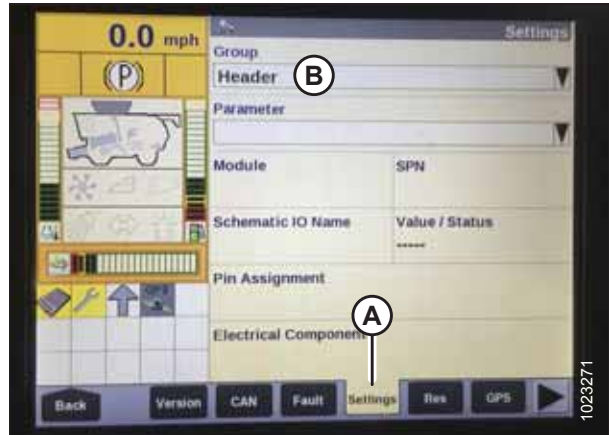 0.0 mph
(P)
Settings
Group
Header
B
Parameter
Module
SPN
Schematic IO Name
Value / Status
-----
Pin Assignment
A
Electrical Component
Back
Version
CAN
Fault
Settings
Res
GPS
1023271